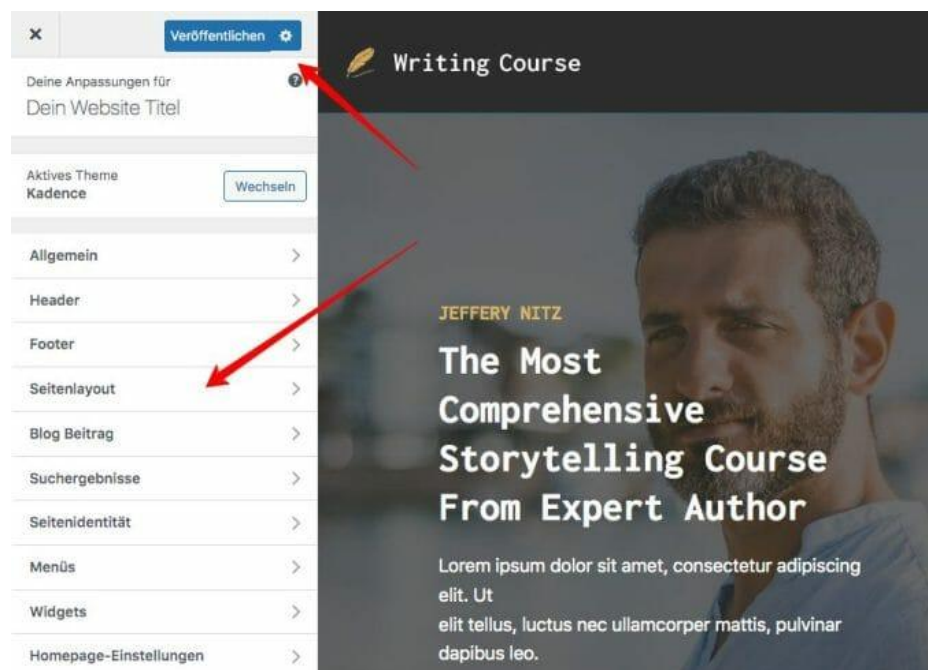 Veröffentlichen
Deine Anpassungen für
Dein Website Titel
Aktives Theme
Kadence
Wechseln
Allgemein
Header
Footer
Seitenlayout
Blog Beitrag
Suchergebnisse
Seitenidentität
Menüs
Widgets
Homepage-Einstellungen
Writing Course
JEFFERY NITZ
The Most
Comprehensive
Storytelling Course
From Expert Author
Lorem ipsum dolor sit amet, consectetur adipiscing
elit. Ut
elit tellus, luctus nec ullamcorper mattis, pulvinar
dapibus leo.